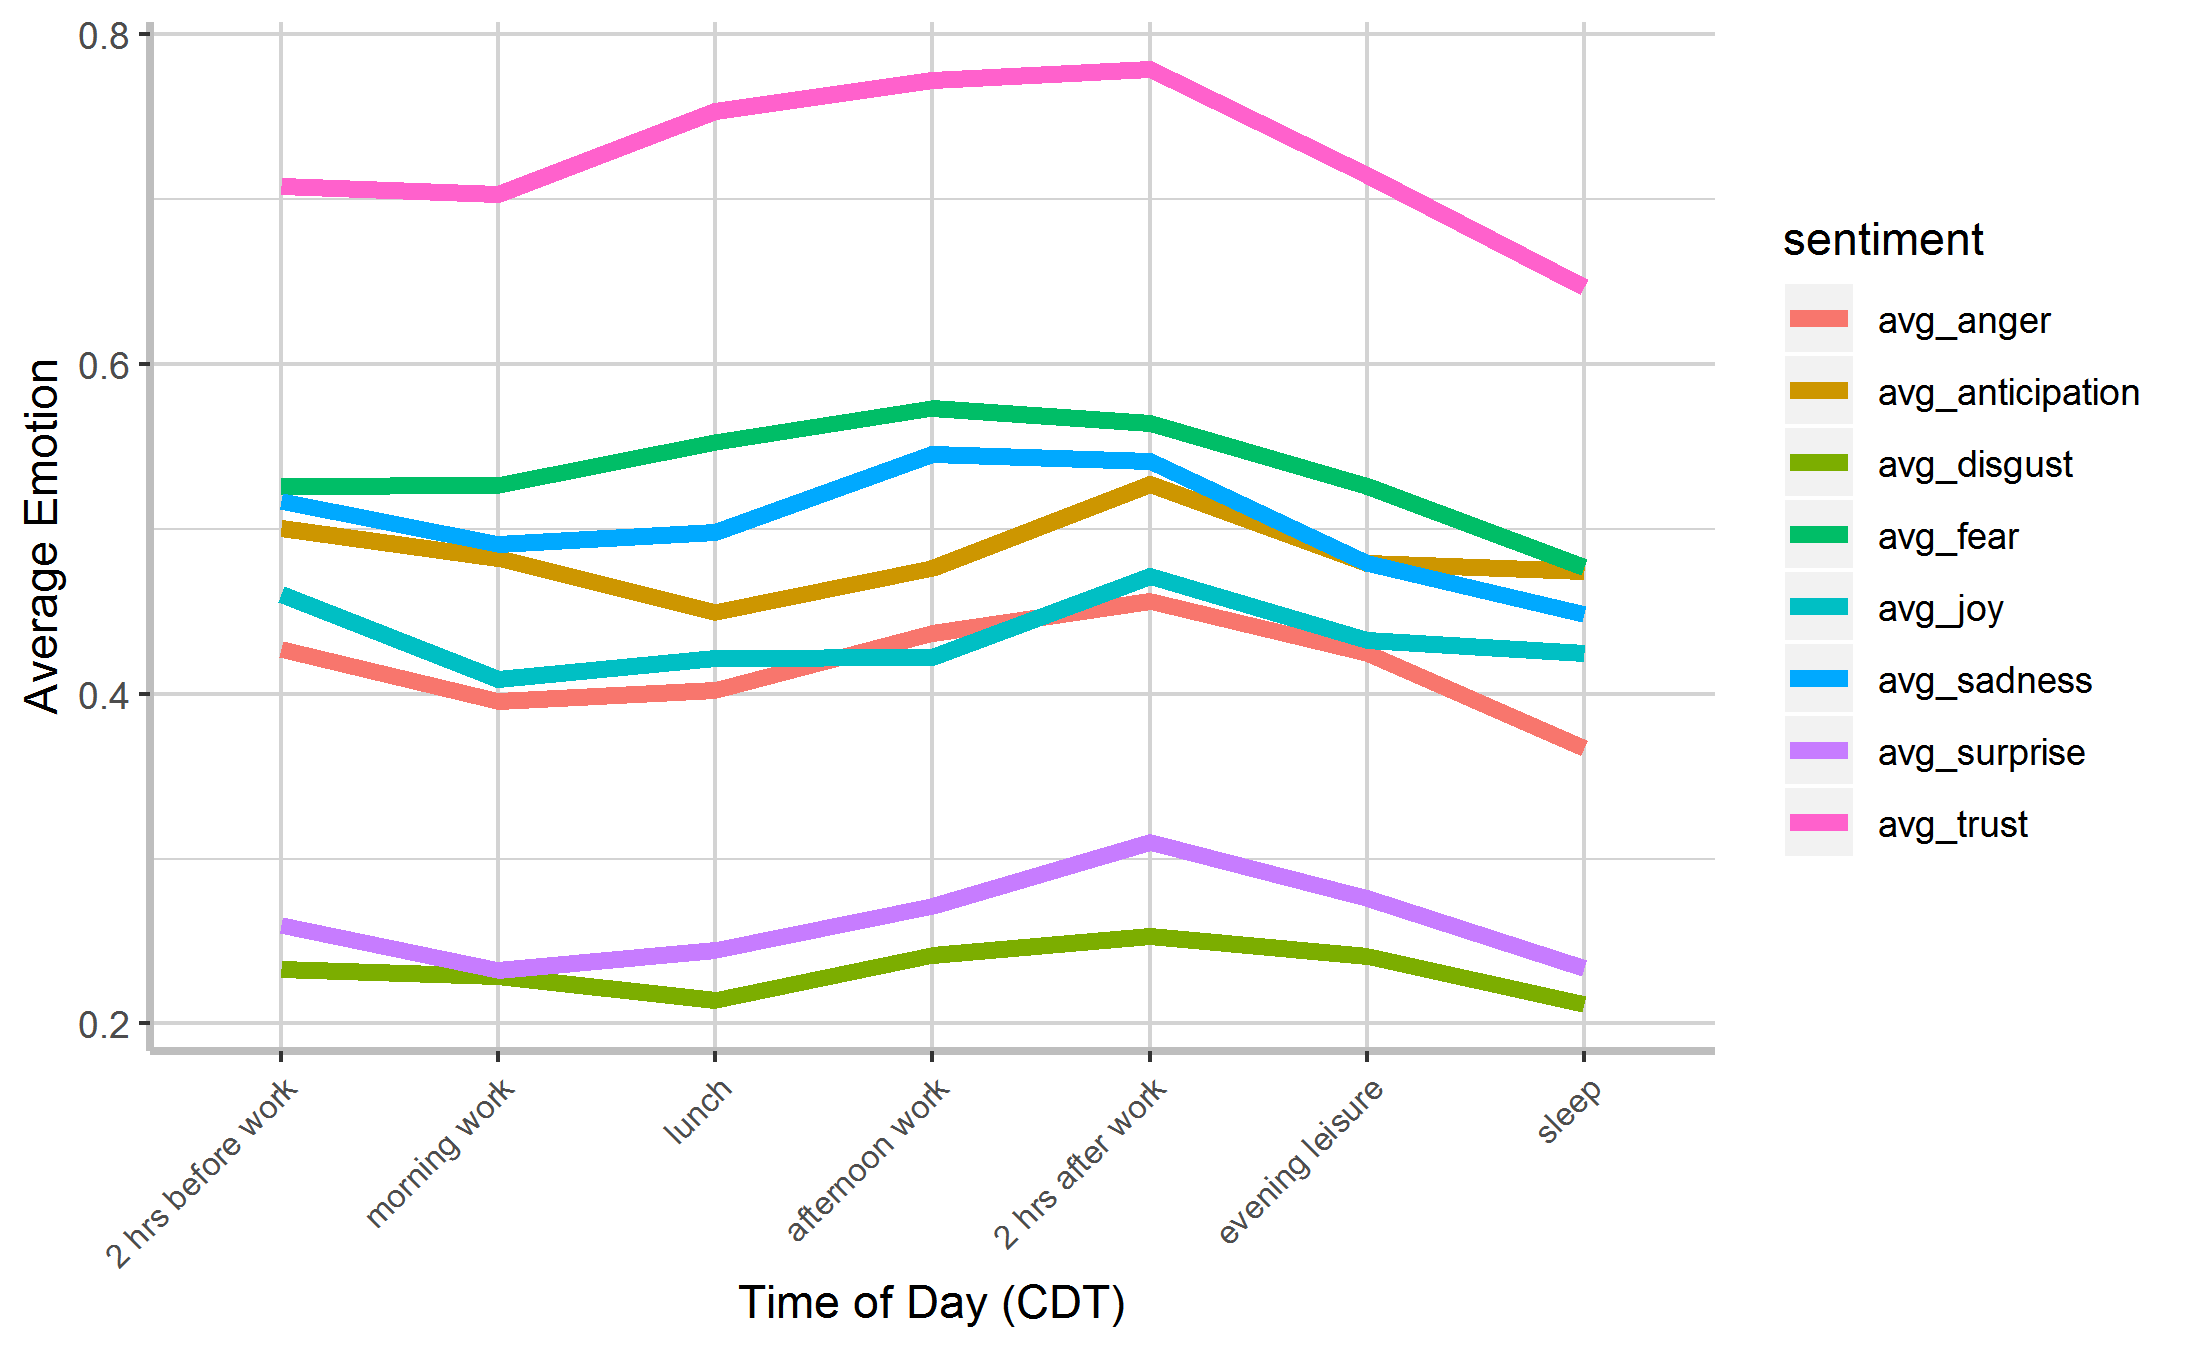 0.8
0.6
0.4
0.2
Average Emotion
2 hrs before work
morning work
lunch
afternoon work
2 hrs after work
evening leisure
sleep
Time of Day (CDT)
sentiment
avg_anger
avg_anticipation
avg_disgust
avg_fear
avg_joy
avg_sadness
avg_surprise
avg_trust